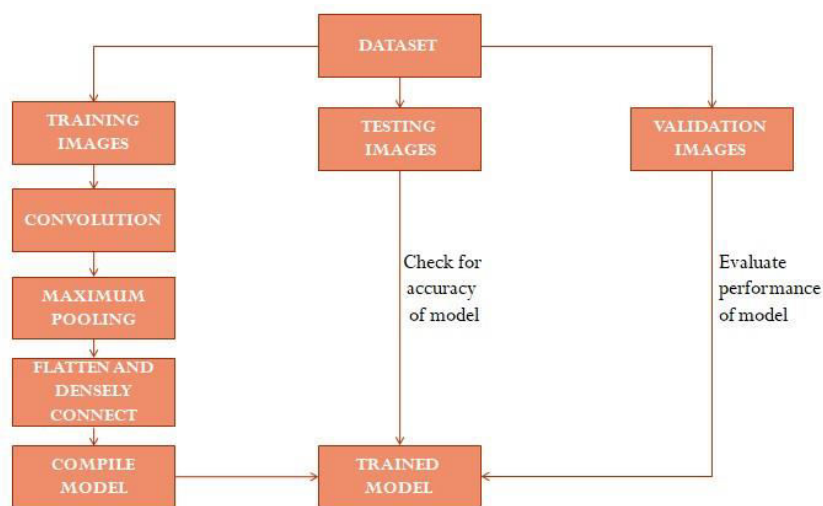 DATASET
TRAINING
IMAGES
TESTING
IMAGES
VALIDATION
IMAGES
CONVOLUTION
Check for
accuracy
of model
Evaluate
performance
of model
MAXIMUM
POOLING
FLATTEN AND
DENSELY
CONNECT
COMPILE
MODEL
TRAINED
MODEL